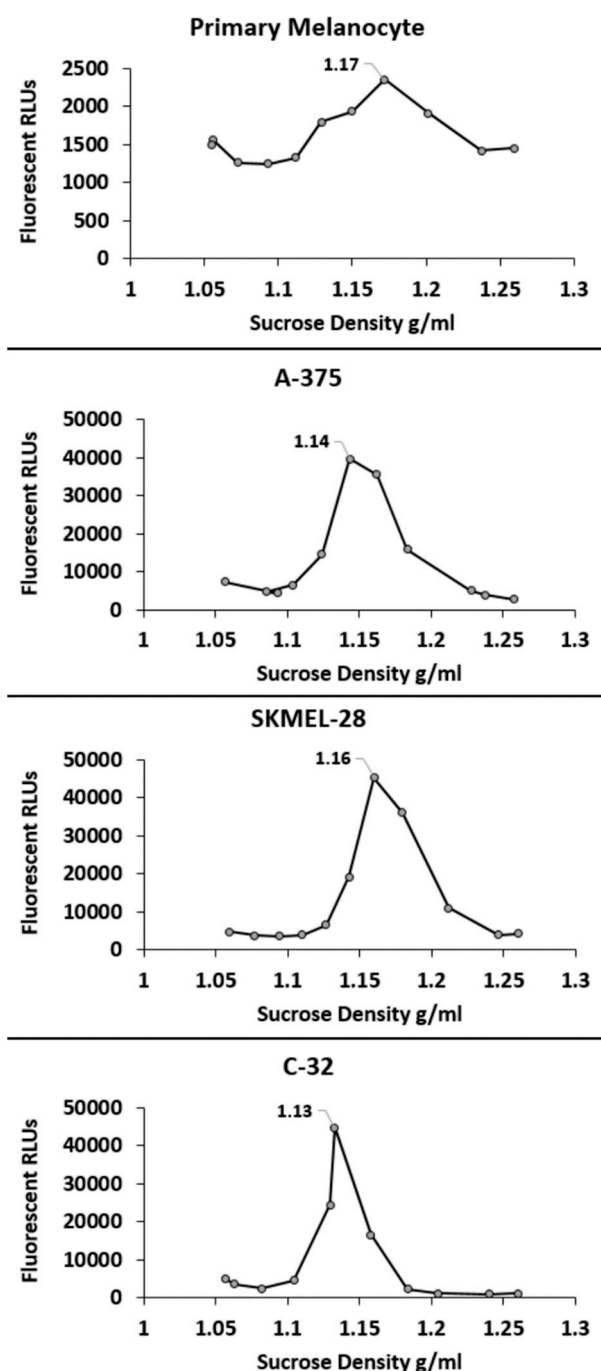 Primary Melanocyte
1.17
2500
2000
1500
1000
500
0
Fluorescent RLUs
1 1.05 1.1 1.15 1.2 1.25 1.3
Sucrose Density g/ml
A-375
1.14
50000
40000
30000
20000
10000
0
Fluorescent RLUs
1 1.05 1.1 1.15 1.2 1.25 1.3
Sucrose Density g/ml
SKMEL-28
1.16
50000
40000
30000
20000
10000
0
Fluorescent RLUs
1 1.05 1.1 1.15 1.2 1.25 1.3
Sucrose Density g/ml
C-32
1.13
50000
40000
30000
20000
10000
0
Fluorescent RLUs
1 1.05 1.1 1.15 1.2 1.25 1.3
Sucrose Density g/ml